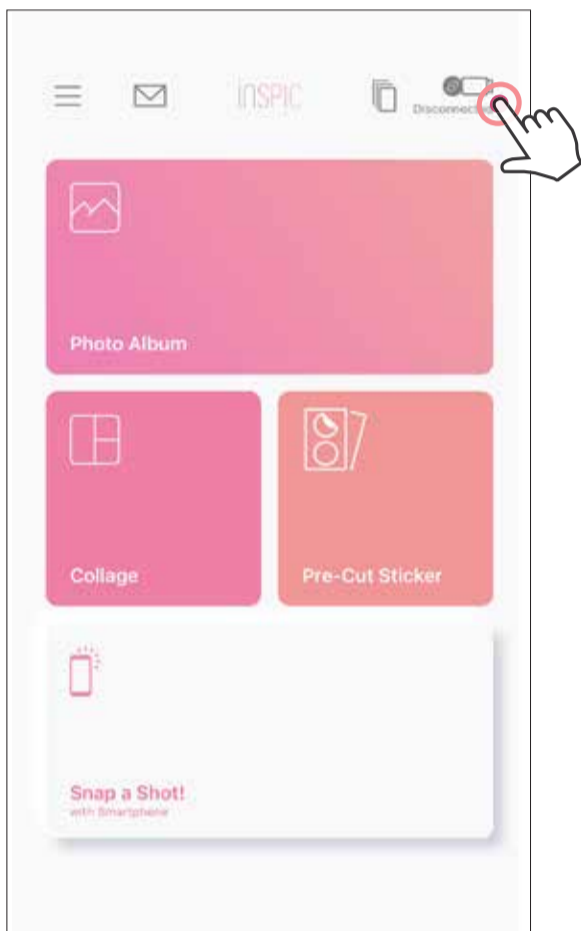 inSPiC
Disconnected
Photo Album
Collage
Pre-Cut Sticker
Snap a Shot!
with Smartphone